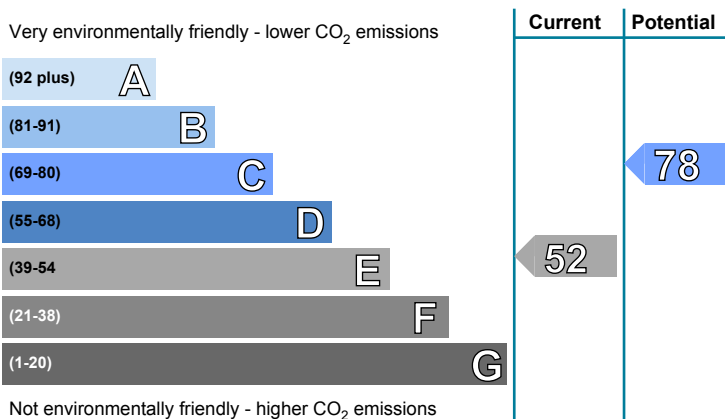 Very environmentally friendly - lower CO2 emissions
Current
Potential
(92 plus) A
(81-91) B
(69-80) C
78
(55-68) D
(39-54 E
52
(21-38) F
(1-20) G
Not environmentally friendly - higher CO2 emissions